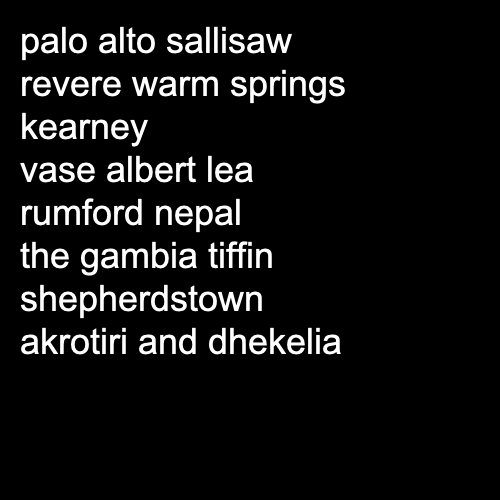 palo alto sallisaw
revere warm springs
kearney
vase albert lea
rumford nepal
the gambia tiffin
shepherdstown
akrotiri and dhekelia